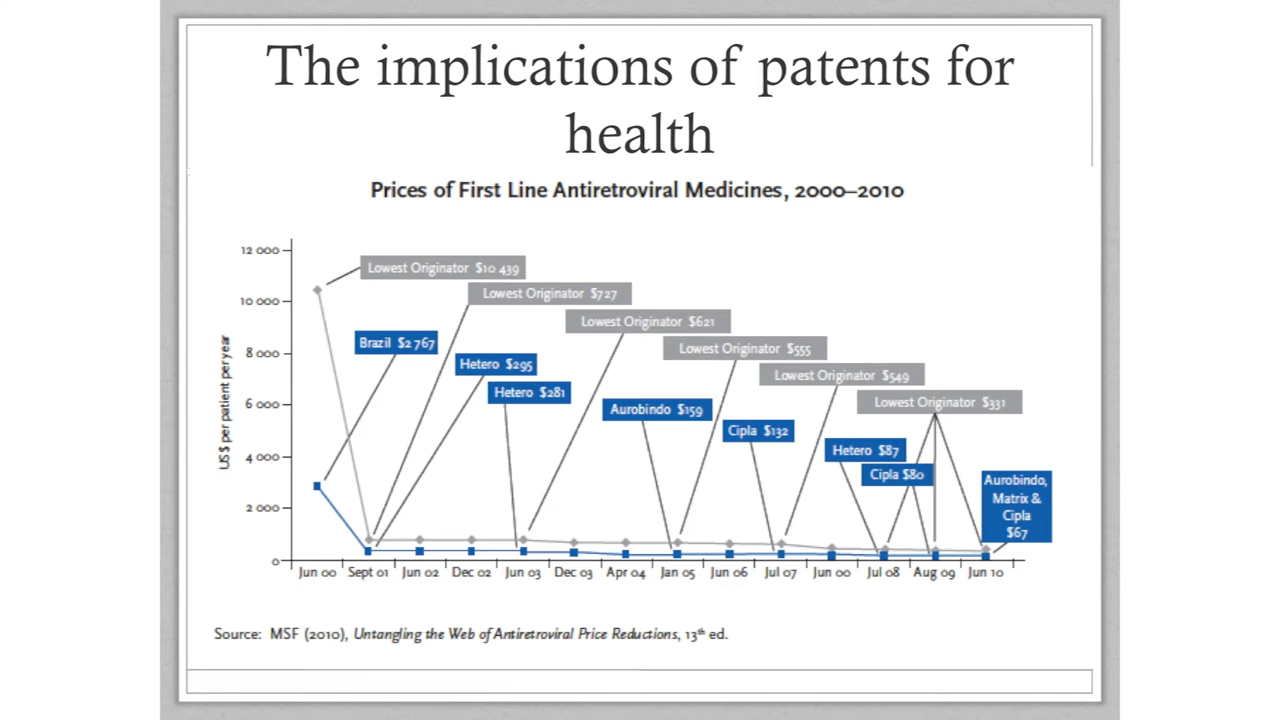 The implications of patents for
health
Prices of First Line Antiretroviral Medicines, 2000–2010
US$ per patient per year
12 000
10 000
8 000
6 000
4 000
2 000
0
Lowest Originator $10 439
Lowest Originator $727
Lowest Originator $621
Lowest Originator $555
Lowest Originator $549
Lowest Originator $331
Brazil $2 767
Hetero $295
Hetero $281
Aurobindo $159
Cipla $132
Hetero $87
Cipla $80
Aurobindo,
Matrix &
Cipla
$67
Jun 00 Sept 01 Jun 02 Dec 02 Jun 03 Dec 03 Apr 04 Jan 05 Jun 06 Jul 07 Jun 00 Jul 08 Aug 09 Jun 10
Source: MSF (2010), Untangling the Web of Antiretroviral Price Reductions, 13th ed.